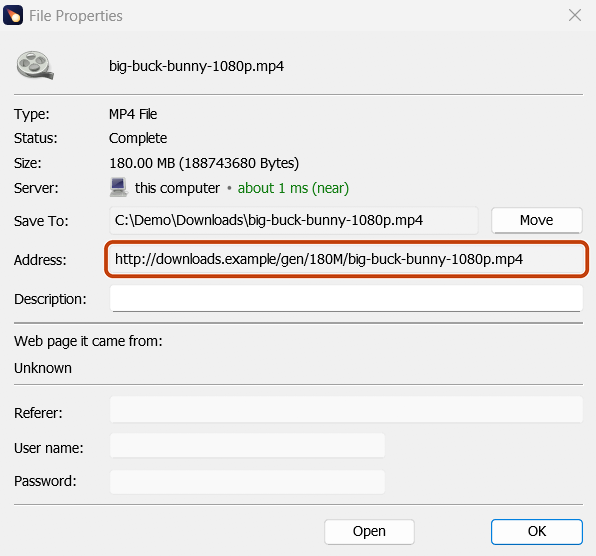 File Properties
big-buck-bunny-1080p.mp4
Type: MP4 File
Status: Complete
Size: 180.00 MB (188743680 Bytes)
Server: this computer • about 1 ms (near)
Save To: C:\Demo\Downloads\big-buck-bunny-1080p.mp4 Move
Address: http://downloads.example/gen/180M/big-buck-bunny-1080p.mp4
Description:
Web page it came from:
Unknown
Referer:
User name:
Password:
Open OK